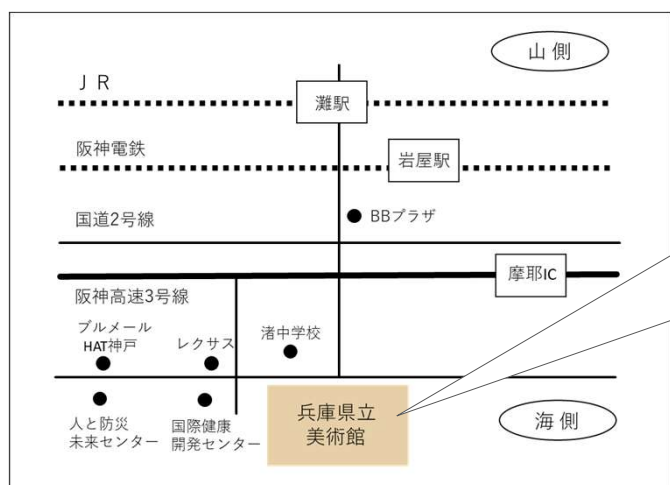 山 側
ＪＲ
灘駅
阪神電鉄
岩屋駅
国道2号線
BBプラザ
摩耶IC
阪神高速3号線
ブルメール
HAT神戸
レクサス
渚中学校
人と防災
未来センター
国際健康
開発センター
兵庫県立
美術館
海 側